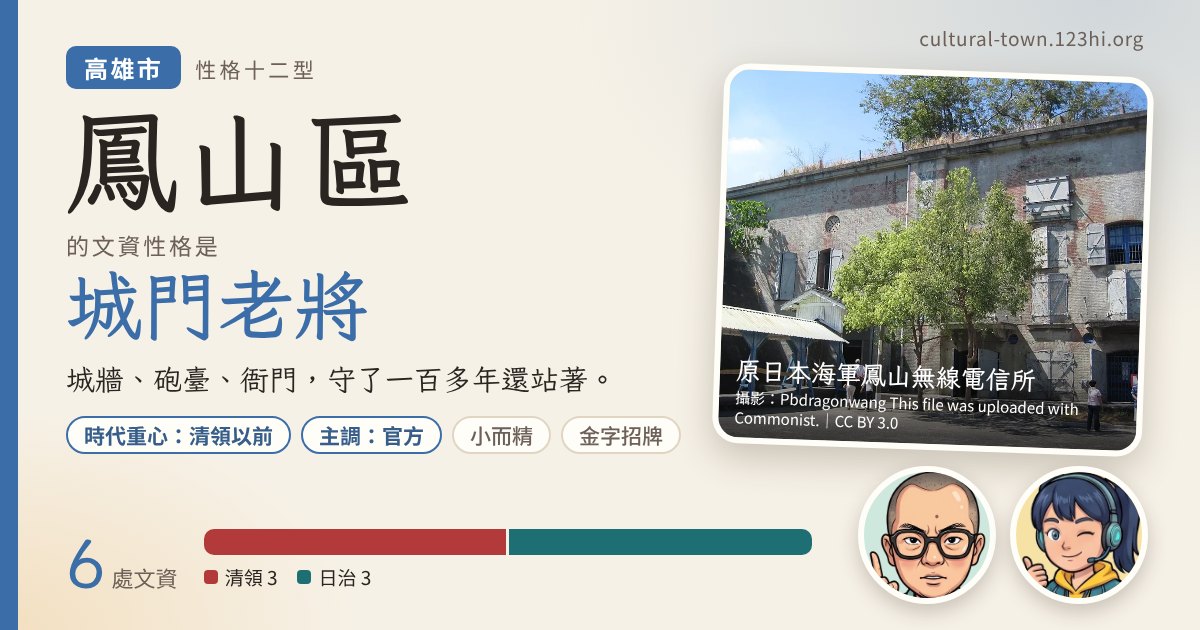 cultural-town.123hi.org
高雄市 性格十二型
鳳山區
的文資性格是
城門老將
城牆、砲臺、衙門，守了一百多年還站著。
時代重心：清領以前 主調：官方 小而精 金字招牌
原日本海軍鳳山無線電信所
攝影：Pbdragonwang This file was uploaded with
Commonist.｜CC BY 3.0
6 處文資
清領 3 日治 3